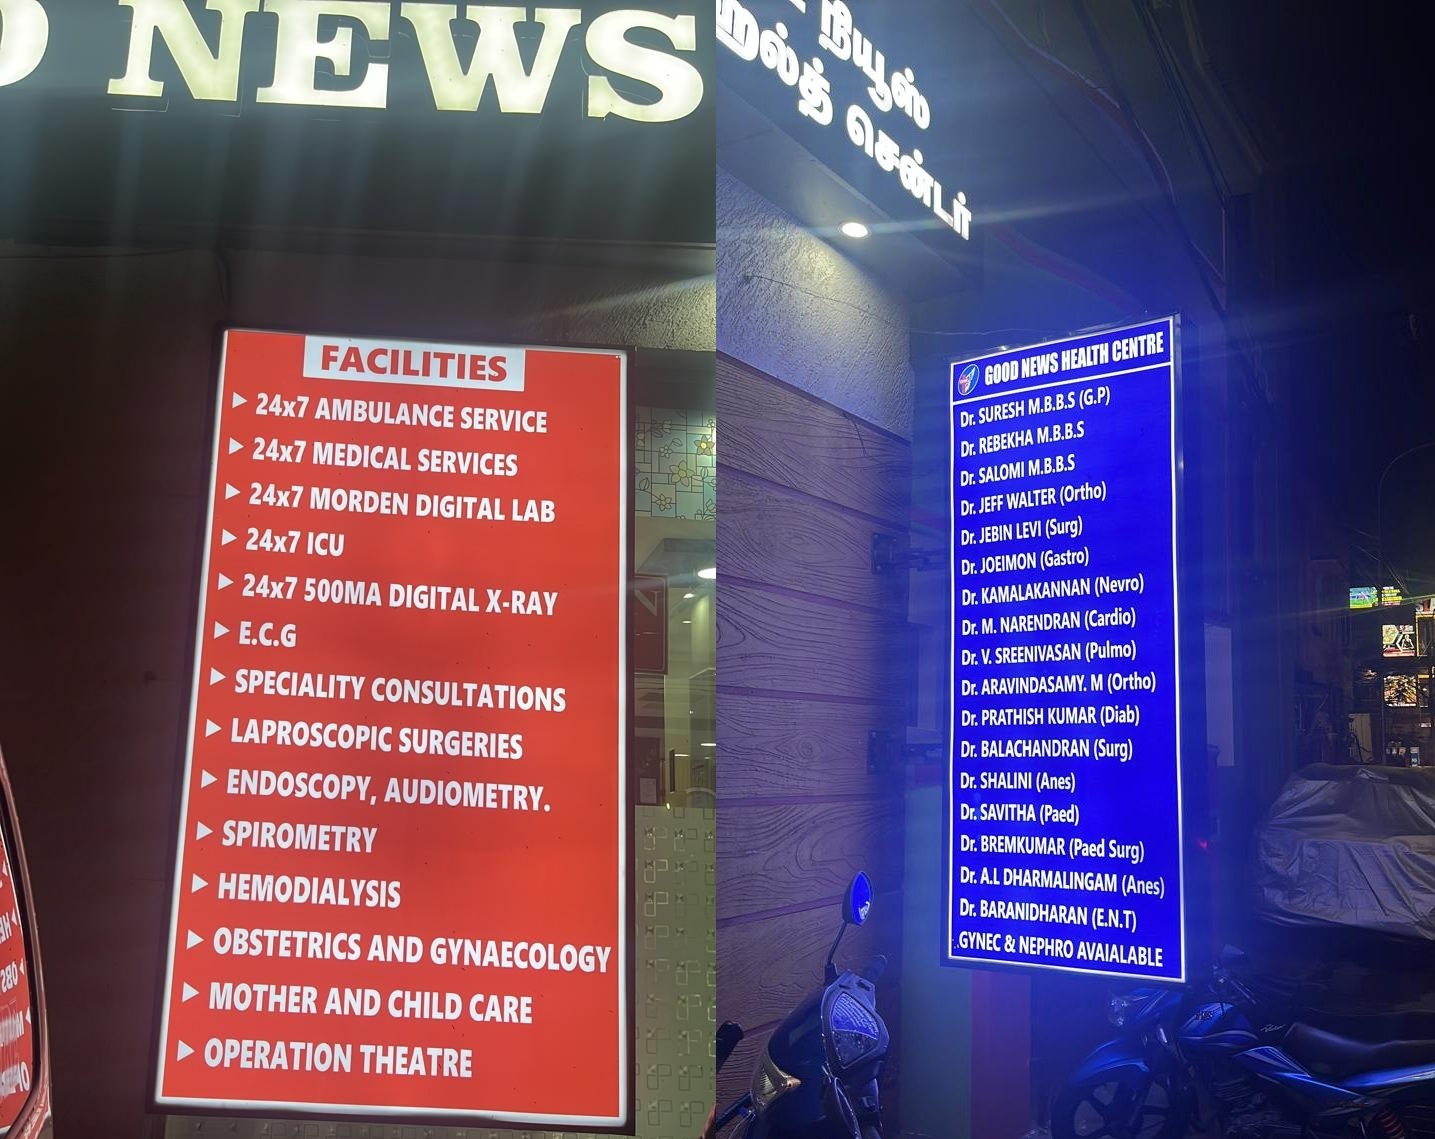 NEWS
FACILITIES
24x7 AMBULANCE SERVICE
24x7 MEDICAL SERVICES
24x7 MORDEN DIGITAL LAB
24x7 ICU
24x7 500MA DIGITAL X-RAY
E.C.G
SPECIALITY CONSULTATIONS
LAPROSCOPIC SURGERIES
ENDOSCOPY, AUDIOMETRY.
SPIROMETRY
HEMODIALYSIS
OBSTETRICS AND GYNAECOLOGY
MOTHER AND CHILD CARE
OPERATION THEATRE
நியூஸ்
ஹெல்த் சென்டர்
GOOD NEWS HEALTH CENTRE
Dr. SURESH M.B.B.S (G.P)
Dr. REBEKHA M.B.B.S
Dr. SALOMI M.B.B.S
Dr. JEFF WALTER (Ortho)
Dr. JEBIN LEVI (Surg)
Dr. JOEIMON (Gastro)
Dr. KAMALAKANNAN (Nevro)
Dr. M. NARENDRAN (Cardio)
Dr. V. SREENIVASAN (Pulmo)
Dr. ARAVINDASAMY. M (Ortho)
Dr. PRATHISH KUMAR (Diab)
Dr. BALACHANDRAN (Surg)
Dr. SHALINI (Anes)
Dr. SAVITHA (Paed)
Dr. BREMKUMAR (Paed Surg)
Dr. A.L DHARMALINGAM (Anes)
Dr. BARANIDHARAN (E.N.T)
GYNEC & NEPHRO AVAIALABLE